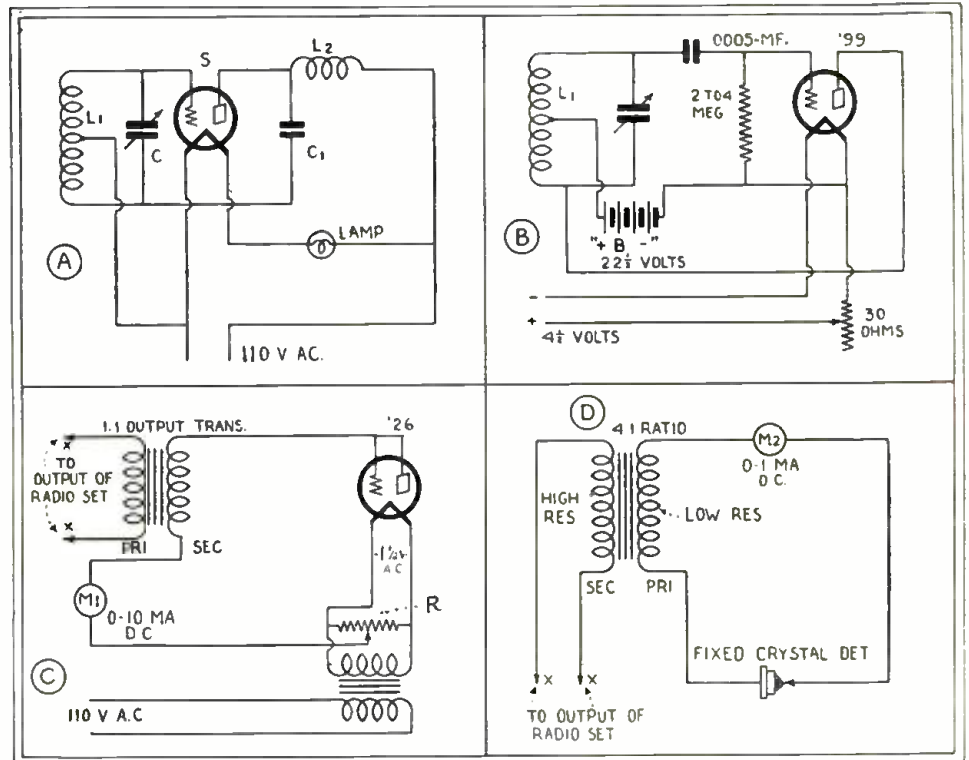 L2
S
L1
C
C1
LAMP
A
110 V AC.
.0005-MF.
'99
L1
2 TO 4
MEG
"+ B -"
22½ VOLTS
B
-
+
4½ VOLTS
30
OHMS
1:1 OUTPUT TRANS.
'26
X
TO
OUTPUT OF
RADIO SET
X
PRI
SEC
1½V
A C
M1
0-10 MA
D C
R
C
110 V A.C
D
4:1 RATIO
M2
0-1 MA
D C.
HIGH
RES
LOW RES
SEC
PRI
FIXED CRYSTAL DET
X
X
TO OUTPUT OF
RADIO SET